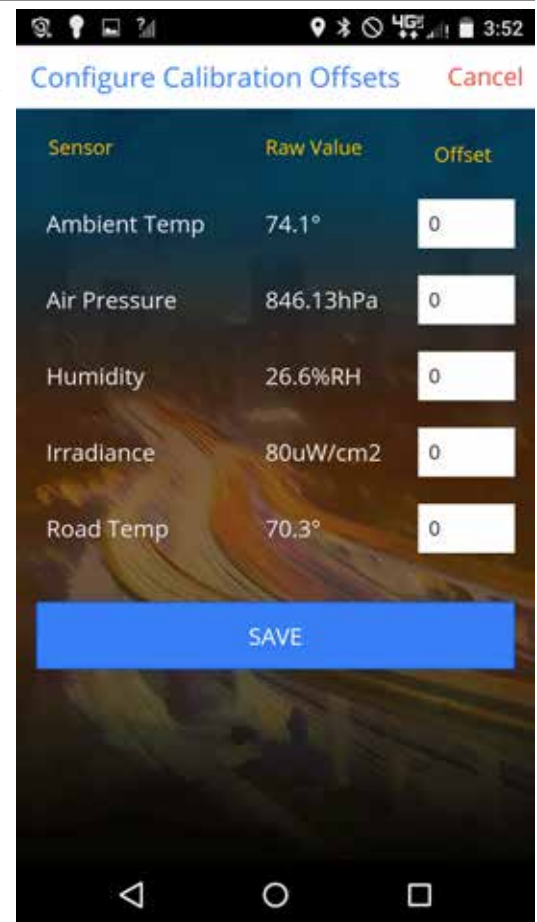 4G 3:52
Configure Calibration Offsets Cancel
Sensor Raw Value Offset
Ambient Temp 74.1° 0
Air Pressure 846.13hPa 0
Humidity 26.6%RH 0
Irradiance 80uW/cm2 0
Road Temp 70.3° 0
SAVE